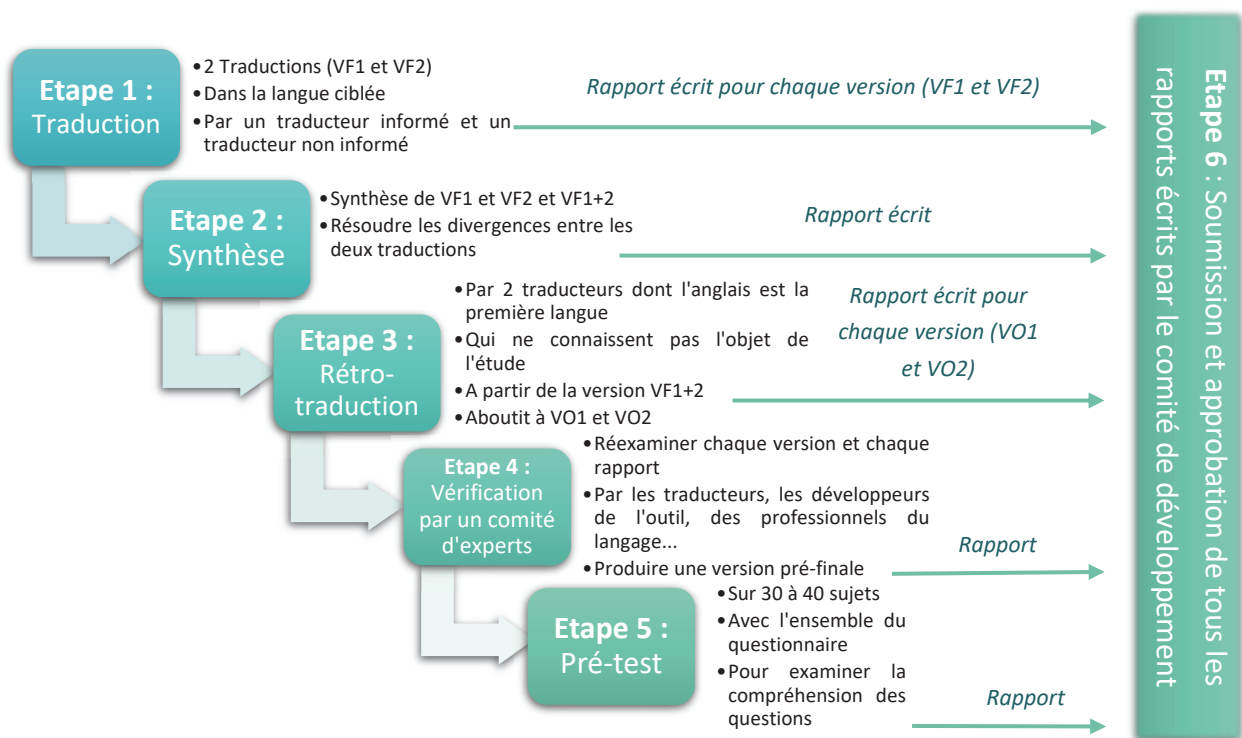 Etape 1 :
Traduction
•2 Traductions (VF1 et VF2)
•Dans la langue ciblée
•Par un traducteur informé et un
traducteur non informé
Rapport écrit pour chaque version (VF1 et VF2)
Etape 2 :
Synthèse
•Synthèse de VF1 et VF2 et VF1+2
•Résoudre les divergences entre les
deux traductions
Rapport écrit
Etape 3 :
Rétro-
traduction
•Par 2 traducteurs dont l'anglais est la
première langue
•Qui ne connaissent pas l'objet de
l'étude
•A partir de la version VF1+2
•Aboutit à VO1 et VO2
Rapport écrit pour
chaque version (VO1
et VO2)
Etape 4 :
Vérification
par un comité
d'experts
•Réexaminer chaque version et chaque
rapport
•Par les traducteurs, les développeurs
de l'outil, des professionnels du
langage...
•Produire une version pré-finale
Rapport
Etape 5 :
Pré-test
•Sur 30 à 40 sujets
•Avec l'ensemble du
questionnaire
•Pour examiner la
compréhension des
questions
Rapport
Etape 6 : Soumission et approbation de tous les
rapports écrits par le comité de développement